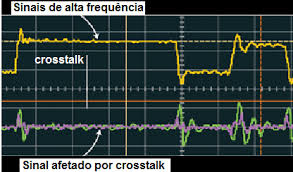 Sinais de alta frequência
crosstalk
Sinal afetado por crosstalk